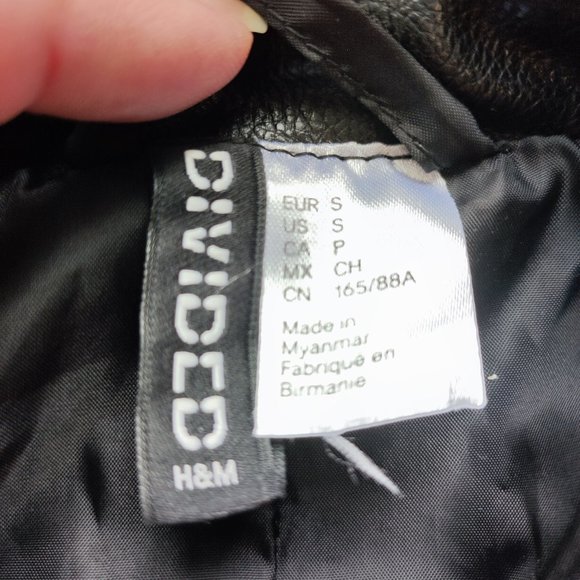 DIVIDED
H&M
EUR S
US S
CA P
MX CH
CN 165/88A
Made in
Myanmar
Fabriqué en
Birmanie